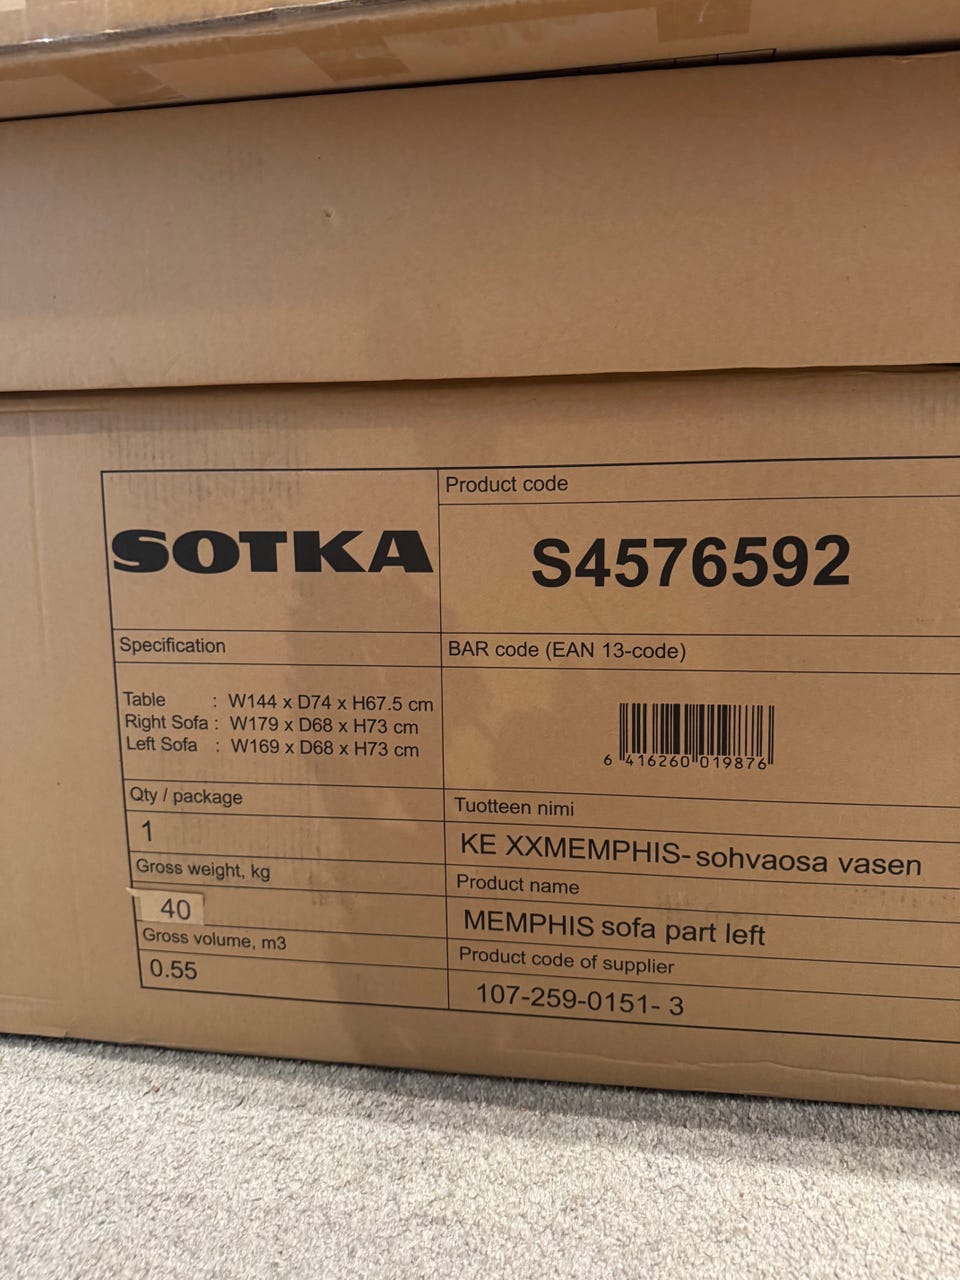 SOTKA
Product code
S4576592
Specification
Table : W144 x D74 x H67.5 cm
Right Sofa : W179 x D68 x H73 cm
Left Sofa : W169 x D68 x H73 cm
BAR code (EAN 13-code)
6 416260 019876
Qty / package
1
Gross weight, kg
40
Gross volume, m3
0.55
Tuotteen nimi
KE XXMEMPHIS- sohvaosa vasen
Product name
MEMPHIS sofa part left
Product code of supplier
107-259-0151- 3